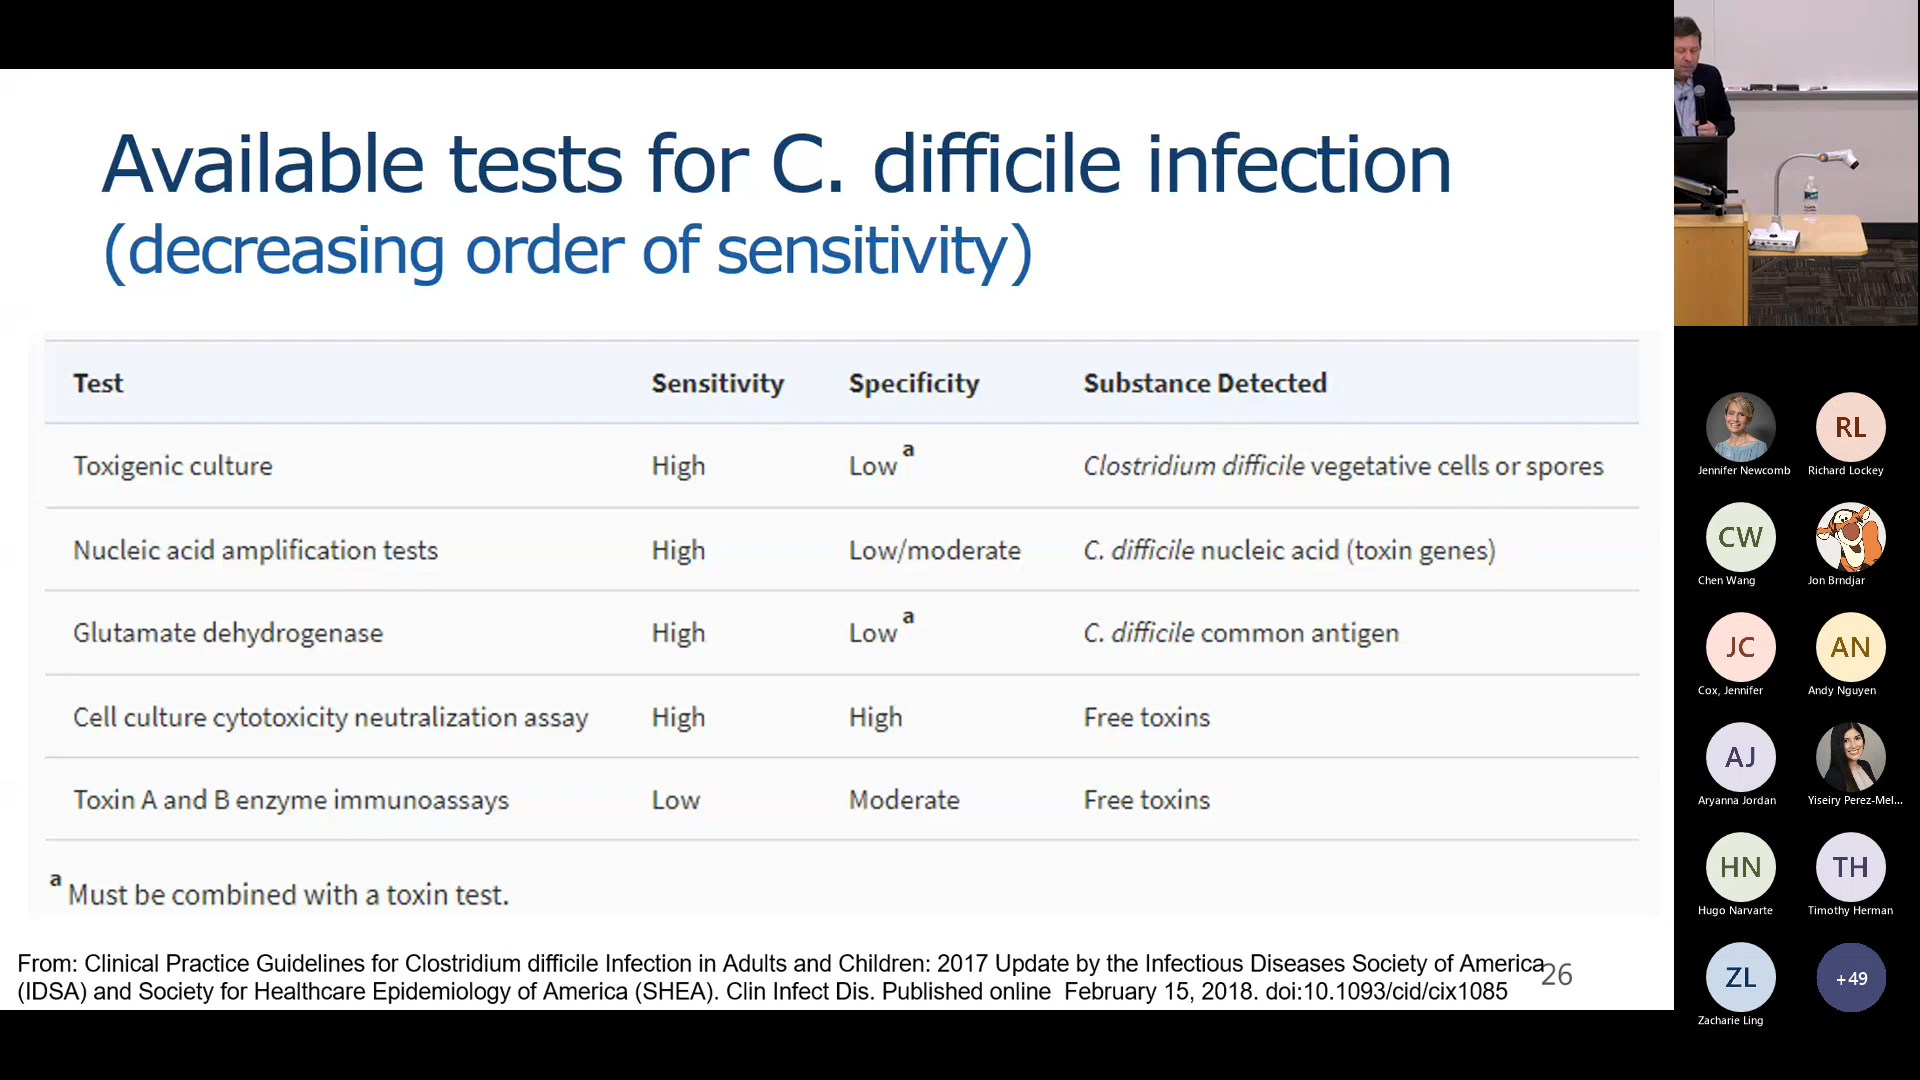 Available tests for C. difficile infection
(decreasing order of sensitivity)
Test Sensitivity Specificity Substance Detected
Toxigenic culture High Low a Clostridium difficile vegetative cells or spores
Nucleic acid amplification tests High Low/moderate C. difficile nucleic acid (toxin genes)
Glutamate dehydrogenase High Low a C. difficile common antigen
Cell culture cytotoxicity neutralization assay High High Free toxins
Toxin A and B enzyme immunoassays Low Moderate Free toxins
a Must be combined with a toxin test.
From: Clinical Practice Guidelines for Clostridium difficile Infection in Adults and Children: 2017 Update by the Infectious Diseases Society of America
(IDSA) and Society for Healthcare Epidemiology of America (SHEA). Clin Infect Dis. Published online February 15, 2018. doi:10.1093/cid/cix1085
26
RL
Jennifer Newcomb Richard Lockey
CW
Chen Wang Jon Brndjar
JC AN
Cox, Jennifer Andy Nguyen
AJ
Aryanna Jordan Yiseiry Perez-Mel...
HN TH
Hugo Narvarte Timothy Herman
ZL +49
Zacharie Ling